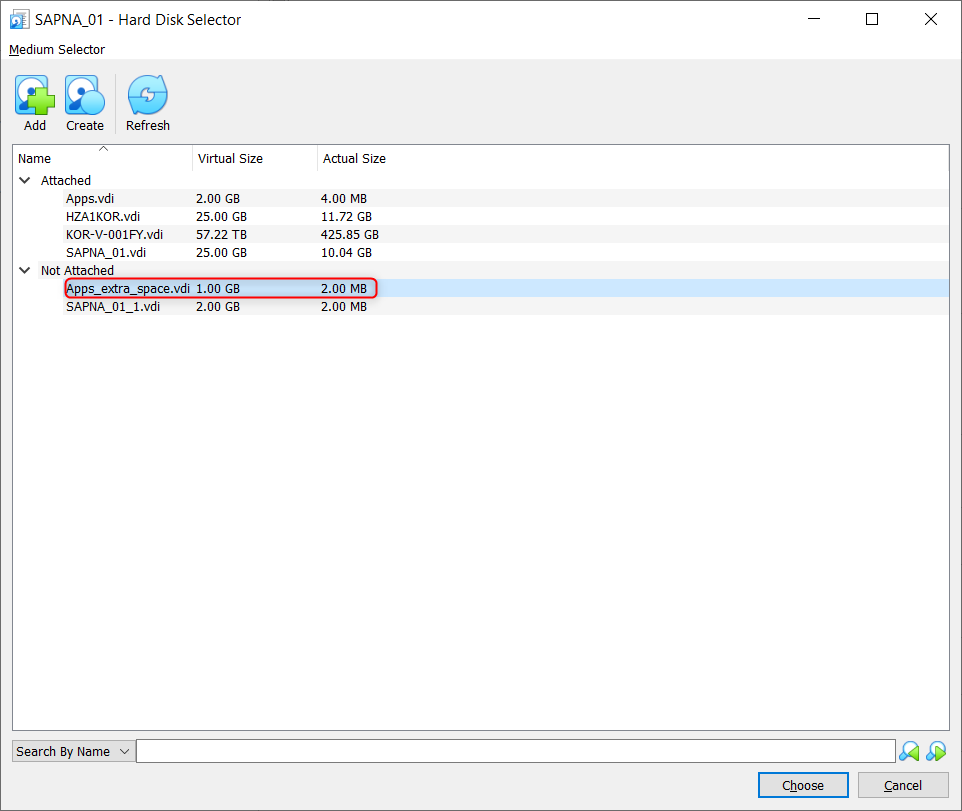 SAPNA_01 - Hard Disk Selector
Medium Selector
Add Create Refresh
Name Virtual Size Actual Size
Attached
Apps.vdi 2.00 GB 4.00 MB
HZA1KOR.vdi 25.00 GB 11.72 GB
KOR-V-001FY.vdi 57.22 TB 425.85 GB
SAPNA_01.vdi 25.00 GB 10.04 GB
Not Attached
Apps_extra_space.vdi 1.00 GB 2.00 MB
SAPNA_01_1.vdi 2.00 GB 2.00 MB
Search By Name
Choose Cancel